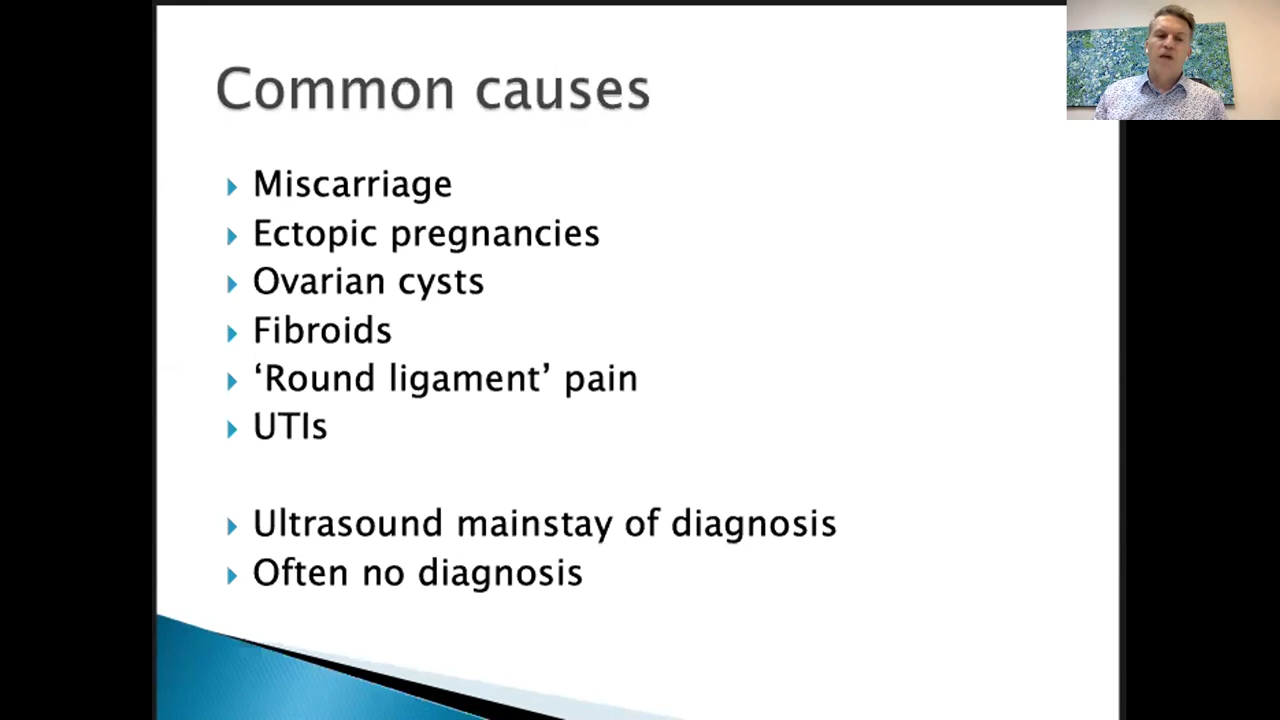 Common causes
Miscarriage
Ectopic pregnancies
Ovarian cysts
Fibroids
‘Round ligament’ pain
UTIs
Ultrasound mainstay of diagnosis
Often no diagnosis